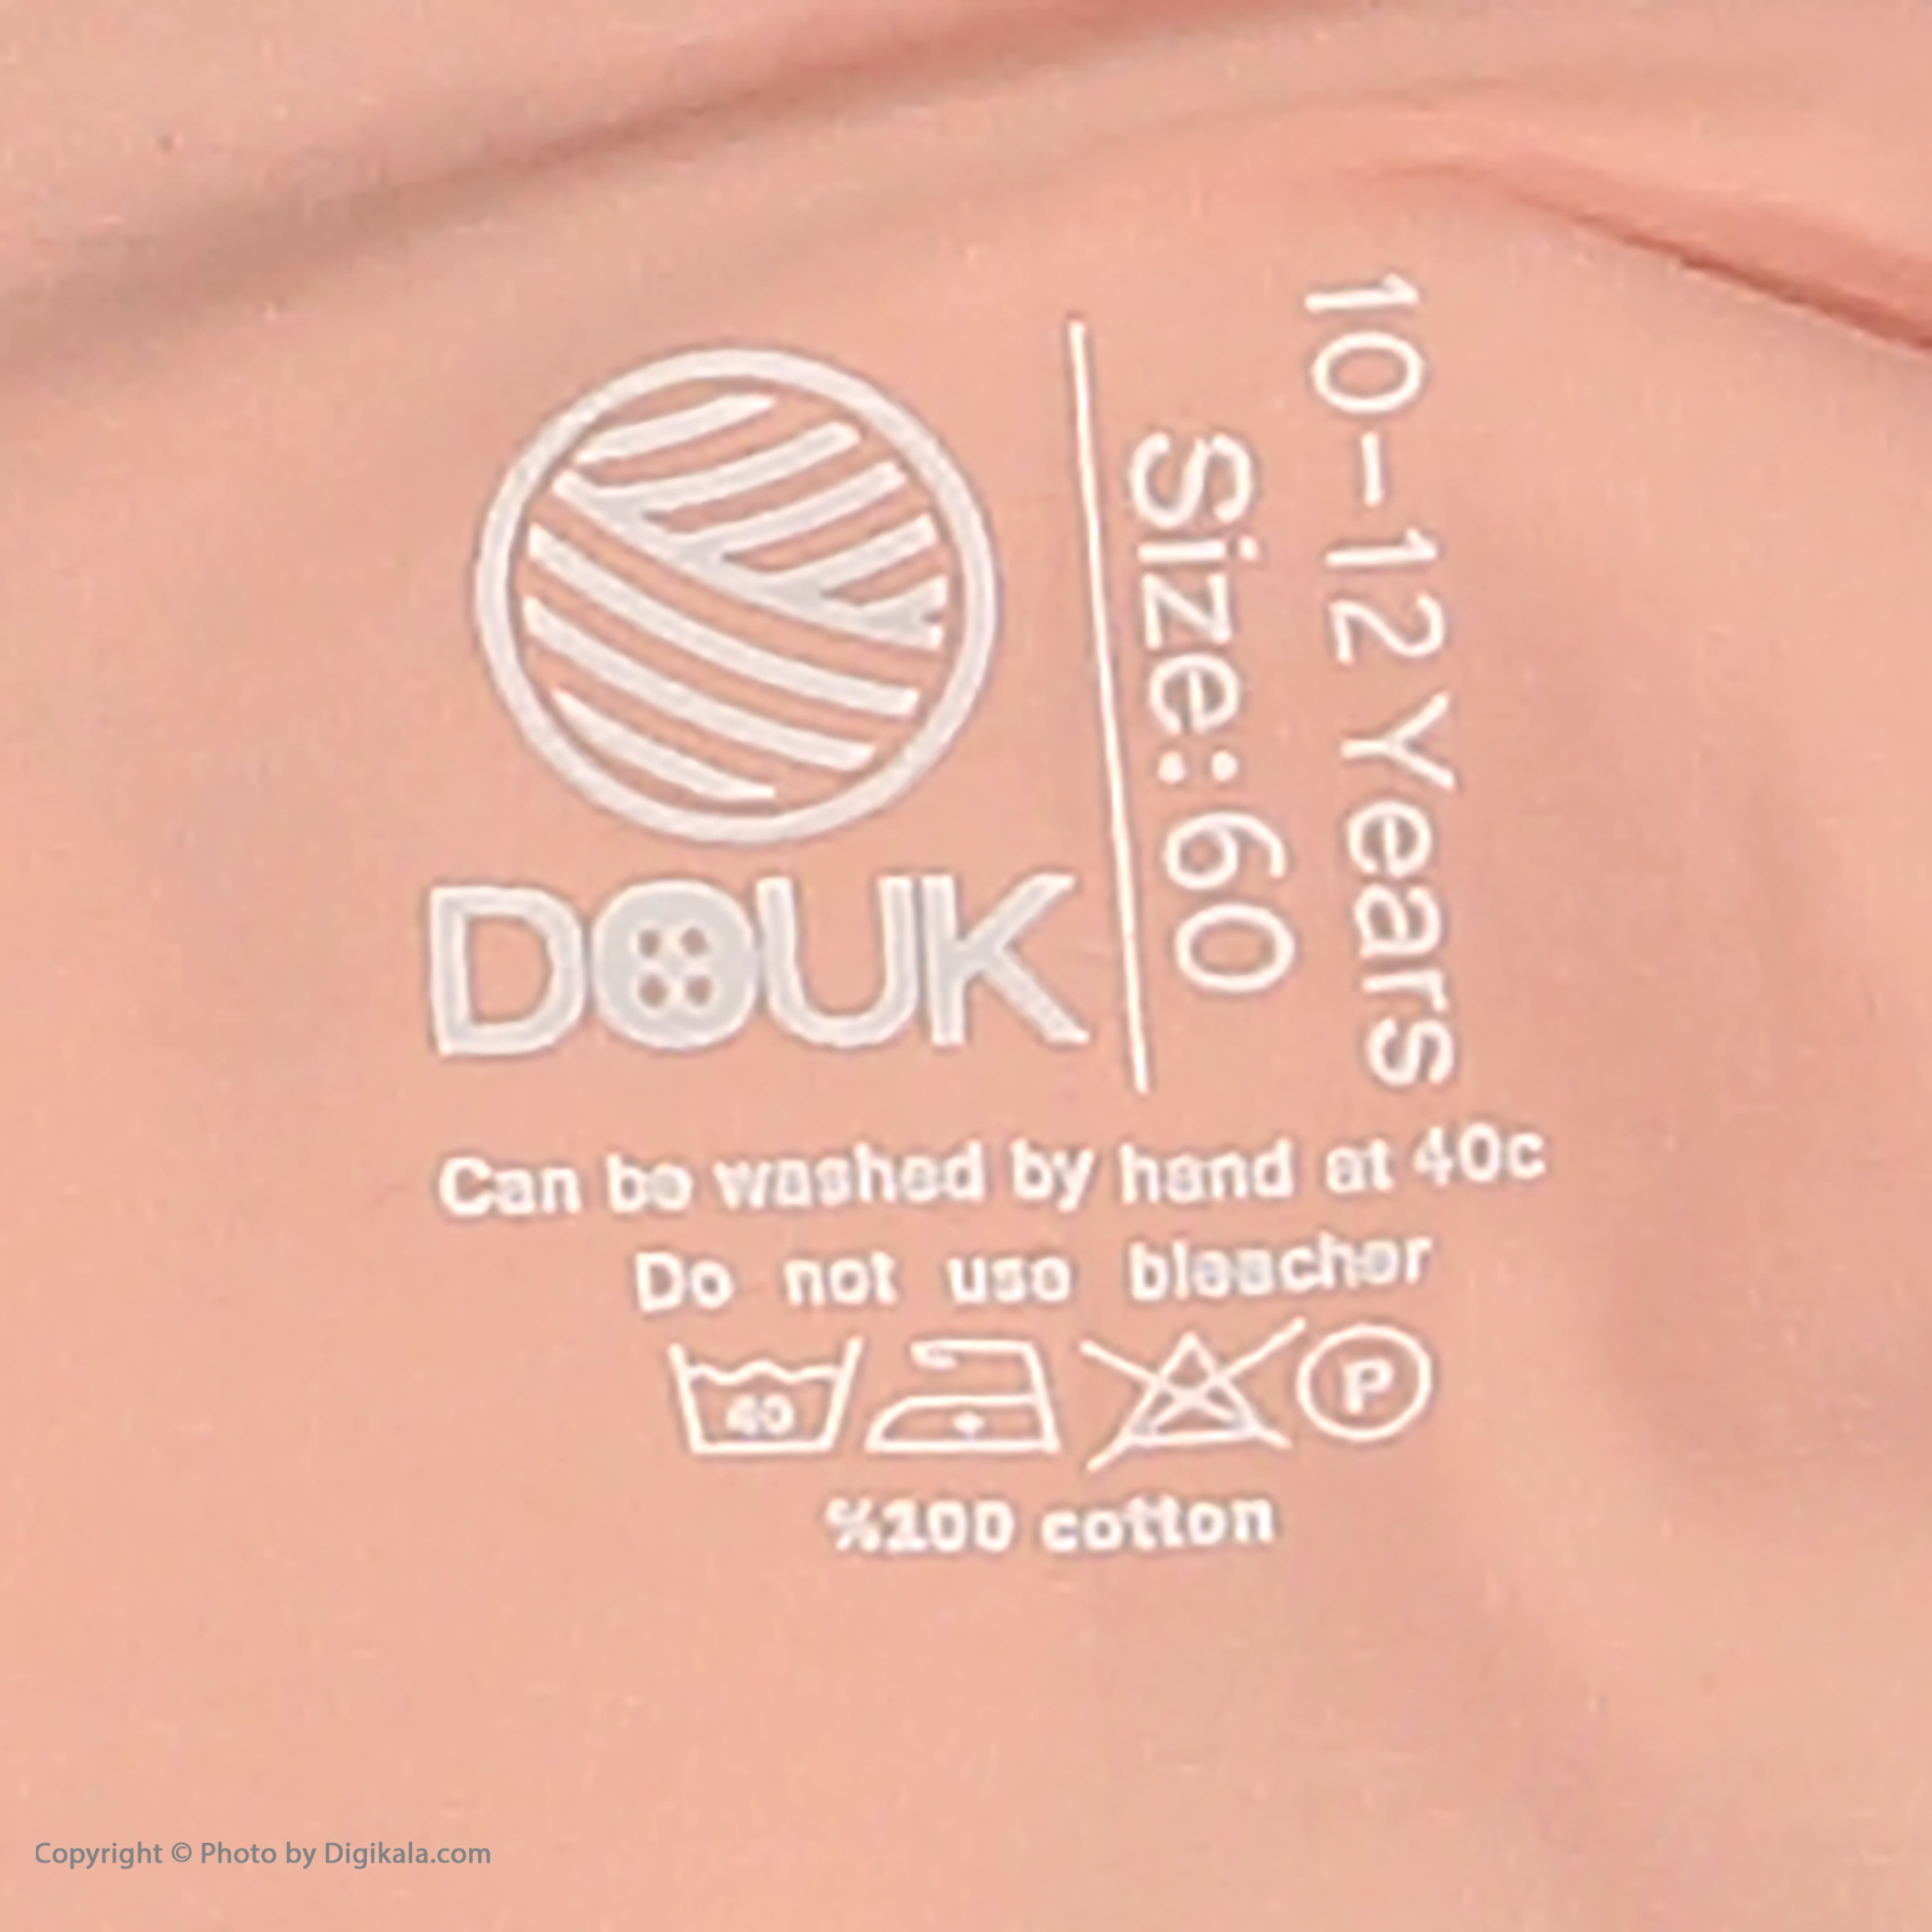 DOUK
Size: 60
10-12 Years
Can be washed by hand at 40c
Do not use bleacher
40
P
%100 cotton
Copyright © Photo by Digikala.com